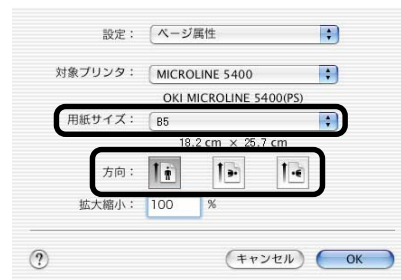 設定： ページ属性
対象プリンタ： MICROLINE 5400
OKI MICROLINE 5400(PS)
用紙サイズ： B5
18.2 cm × 25.7 cm
方向：
拡大縮小： 100 %
? キャンセル OK